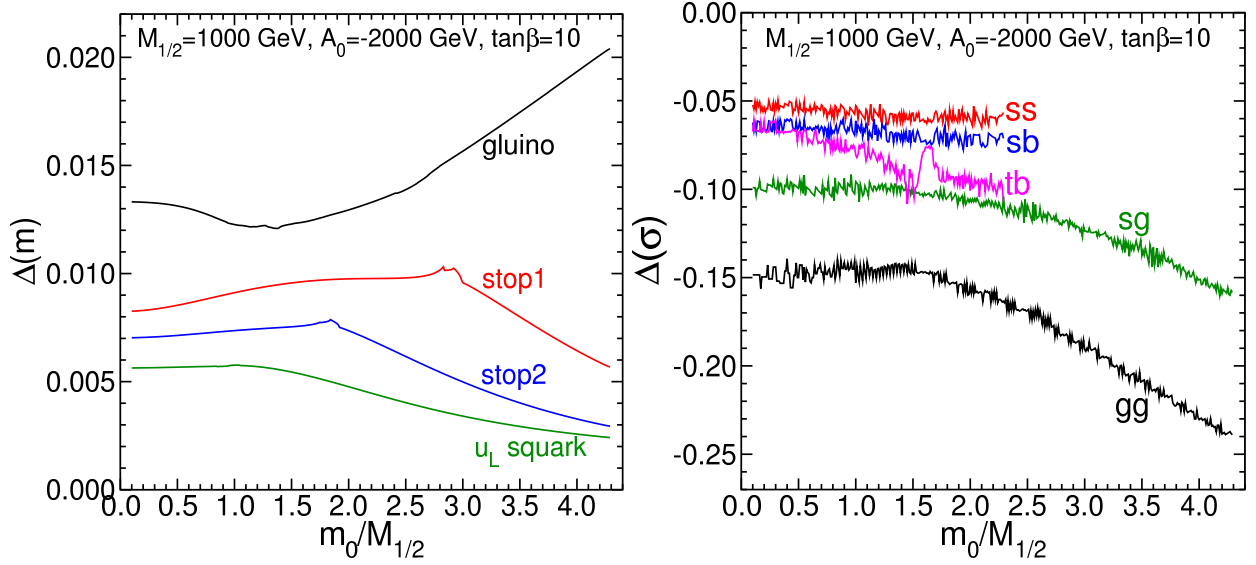 M1/2=1000 GeV, A0=-2000 GeV, tanβ=10
Δ(m)
0.020
0.015
0.010
0.005
0.000
gluino
stop1
stop2
uL squark
0.0 0.5 1.0 1.5 2.0 2.5 3.0 3.5 4.0
m0/M1/2
M1/2=1000 GeV, A0=-2000 GeV, tanβ=10
Δ(σ)
0.00
-0.05
-0.10
-0.15
-0.20
-0.25
ss
sb
tb
sg
gg
0.0 0.5 1.0 1.5 2.0 2.5 3.0 3.5 4.0
m0/M1/2